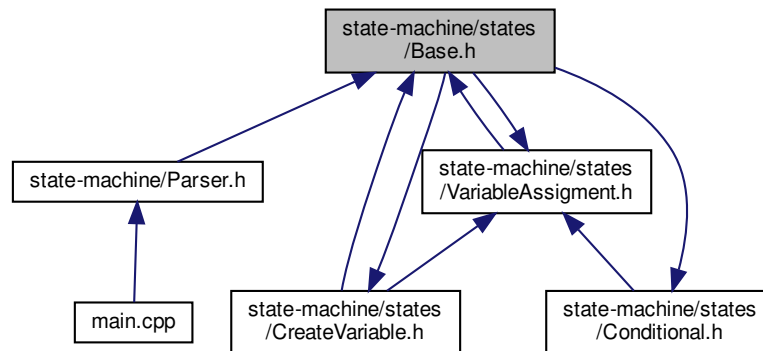 state-machine/states
/Base.h
state-machine/Parser.h
state-machine/states
/VariableAssigment.h
main.cpp
state-machine/states
/CreateVariable.h
state-machine/states
/Conditional.h